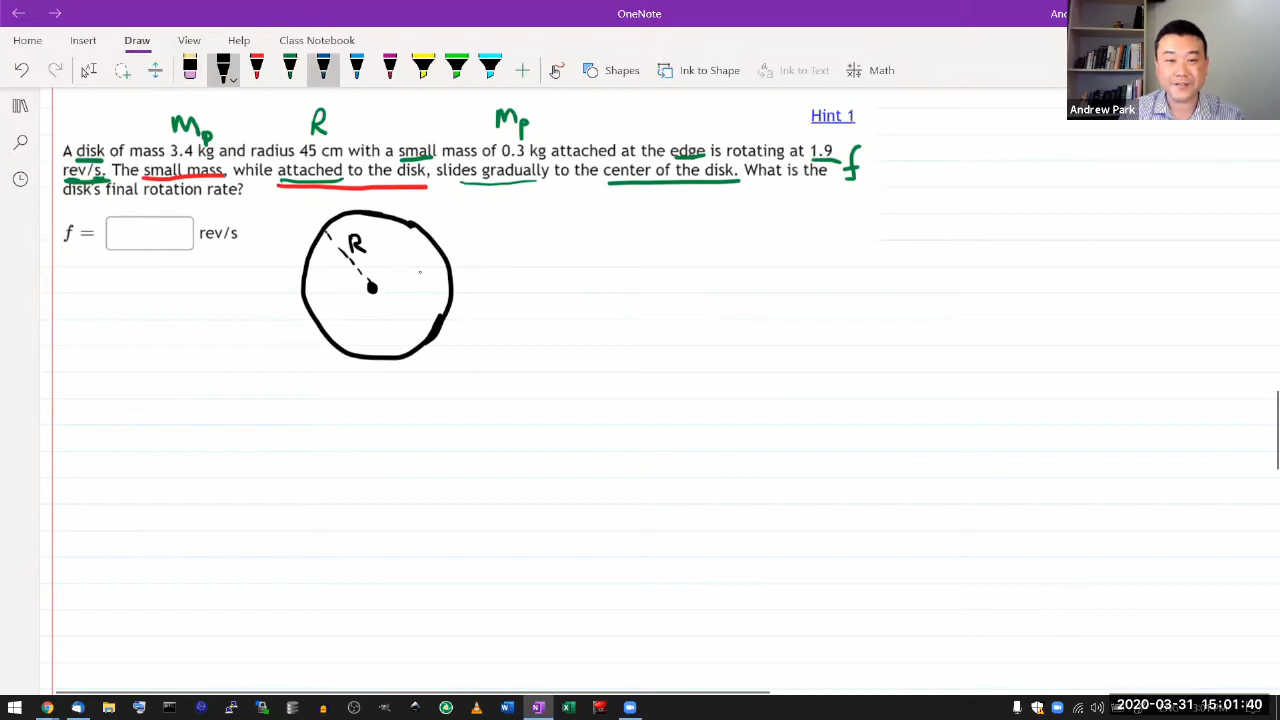 OneNote
An
Home Insert Draw View Help Class Notebook
Shapes Ink to Shape Ink to Text Math
Andrew Park
Hint 1
Mp R mp
A disk of mass 3.4 kg and radius 45 cm with a small mass of 0.3 kg attached at the edge is rotating at 1.9
f
rev/s. The small mass, while attached to the disk, slides gradually to the center of the disk. What is the
disk's final rotation rate?
f = rev/s
R
2020-03-31 15:01:40